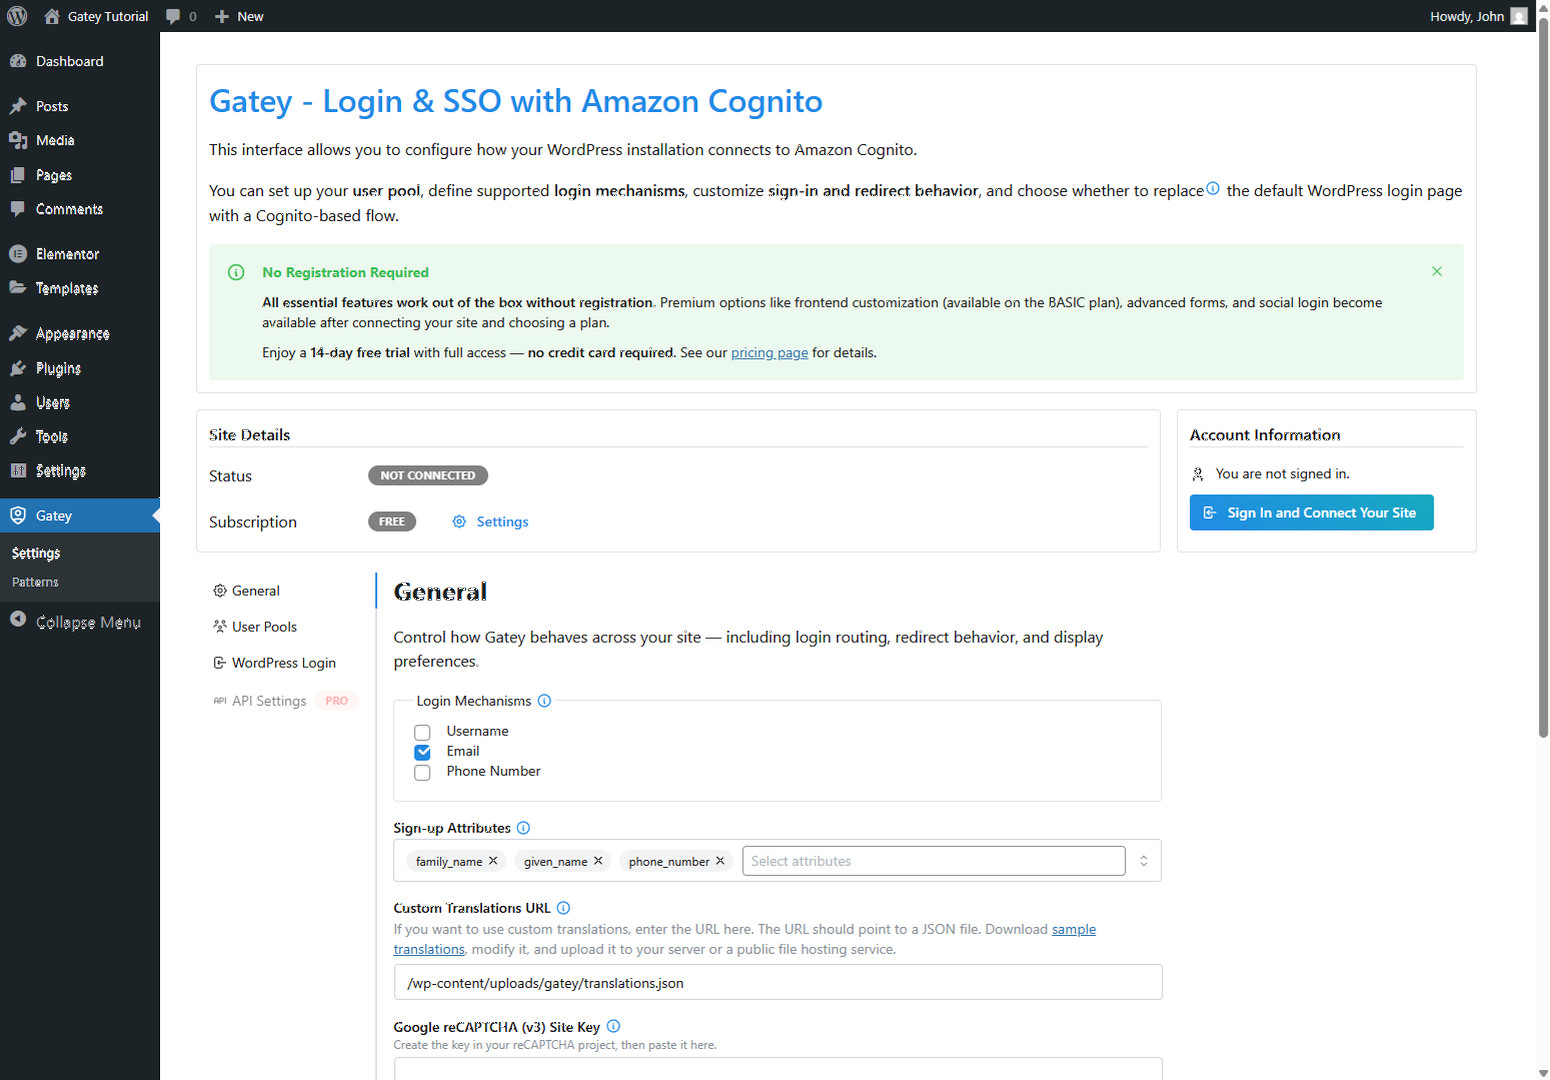 Gatey Tutorial
0
New
Howdy, John
Dashboard
Posts
Media
Pages
Comments
Elementor
Templates
Appearance
Plugins
Users
Tools
Settings
Gatey
Settings
Patterns
Collapse Menu
Gatey - Login & SSO with Amazon Cognito
This interface allows you to configure how your WordPress installation connects to Amazon Cognito.
You can set up your user pool, define supported login mechanisms, customize sign-in and redirect behavior, and choose whether to replace the default WordPress login page
with a Cognito-based flow.
No Registration Required
All essential features work out of the box without registration. Premium options like frontend customization (available on the BASIC plan), advanced forms, and social login become
available after connecting your site and choosing a plan.
Enjoy a 14-day free trial with full access — no credit card required. See our pricing page for details.
Site Details
Status
NOT CONNECTED
Subscription
FREE
Settings
Account Information
You are not signed in.
Sign In and Connect Your Site
General
User Pools
WordPress Login
API
API Settings
PRO
General
Control how Gatey behaves across your site — including login routing, redirect behavior, and display
preferences.
Login Mechanisms
Username
Email
Phone Number
Sign-up Attributes
family_name
given_name
phone_number
Select attributes
Custom Translations URL
If you want to use custom translations, enter the URL here. The URL should point to a JSON file. Download sample
translations, modify it, and upload it to your server or a public file hosting service.
/wp-content/uploads/gatey/translations.json
Google reCAPTCHA (v3) Site Key
Create the key in your reCAPTCHA project, then paste it here.